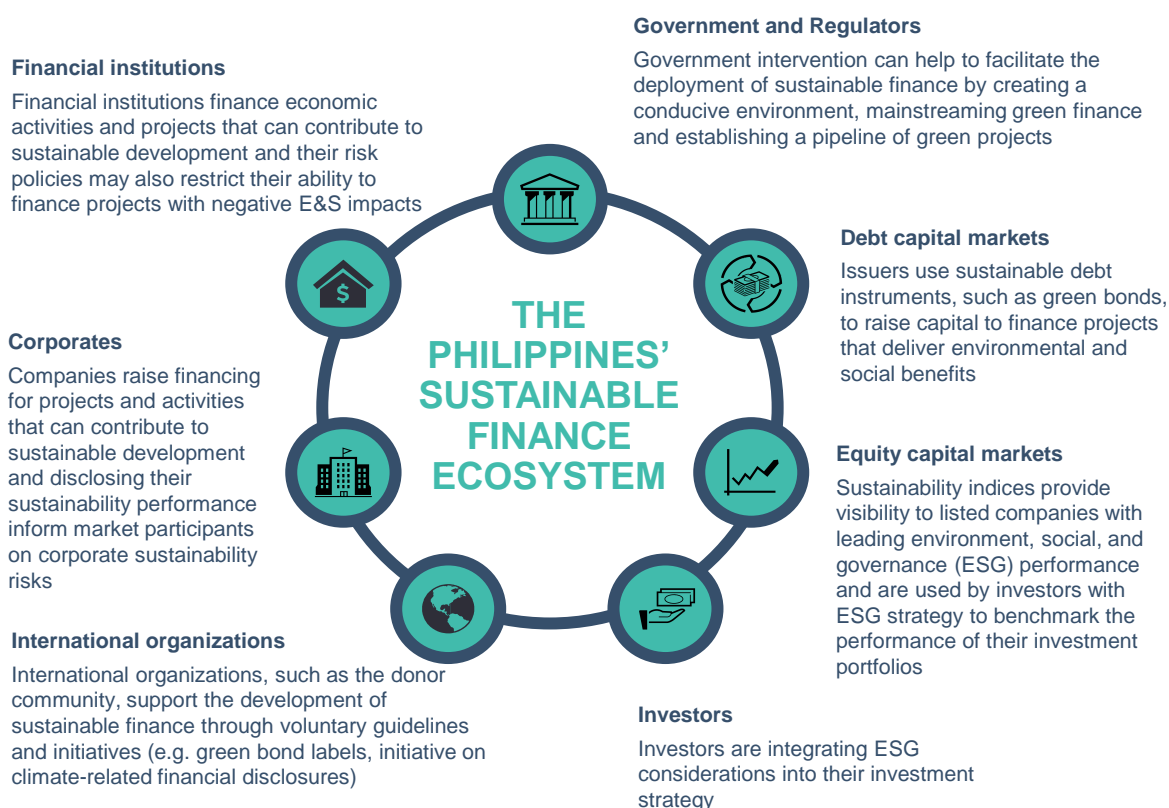 Government and Regulators
Government intervention can help to facilitate the
deployment of sustainable finance by creating a
conducive environment, mainstreaming green finance
and establishing a pipeline of green projects
Financial institutions
Financial institutions finance economic
activities and projects that can contribute to
sustainable development and their risk
policies may also restrict their ability to
finance projects with negative E&S impacts
Debt capital markets
Issuers use sustainable debt
instruments, such as green bonds,
to raise capital to finance projects
that deliver environmental and
social benefits
$
THE
PHILIPPINES’
SUSTAINABLE
FINANCE
ECOSYSTEM
Corporates
Companies raise financing
for projects and activities
that can contribute to
sustainable development
and disclosing their
sustainability performance
inform market participants
on corporate sustainability
risks
Equity capital markets
Sustainability indices provide
visibility to listed companies with
leading environment, social, and
governance (ESG) performance
and are used by investors with
ESG strategy to benchmark the
performance of their investment
portfolios
International organizations
International organizations, such as the donor
community, support the development of
sustainable finance through voluntary guidelines
and initiatives (e.g. green bond labels, initiative on
climate-related financial disclosures)
Investors
Investors are integrating ESG
considerations into their investment
strategy